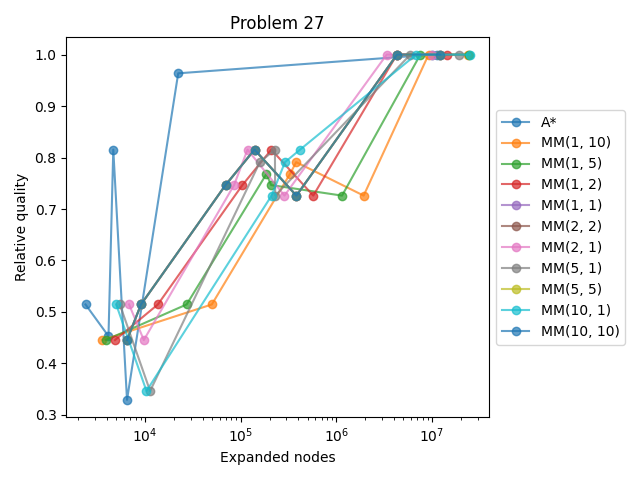 Problem 27
Relative quality
1.0
0.9
0.8
0.7
0.6
0.5
0.4
0.3
10^4
10^5
10^6
10^7
Expanded nodes
A*
MM(1, 10)
MM(1, 5)
MM(1, 2)
MM(1, 1)
MM(2, 2)
MM(2, 1)
MM(5, 1)
MM(5, 5)
MM(10, 1)
MM(10, 10)